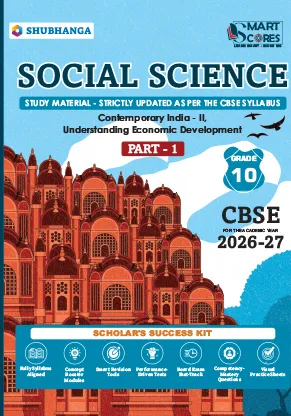 SHUBHANGA
SMART
SCORES
SOCIAL SCIENCE
STUDY MATERIAL - STRICTLY UPDATED AS PER THE CBSE SYLLABUS
Contemporary India - II,
Understanding Economic Development
PART - 1
GRADE
10
CBSE
FOR THE ACADEMIC YEAR
2026-27
SCHOLAR'S SUCCESS KIT
Fully Syllabus
Aligned
Concept
Booster
Modules
Smart Revision
Tools
Performance-
Driven Tests
Board Exam
Fast-Track
Competency-
Mastery
Questions
Visual
Practice Sheets